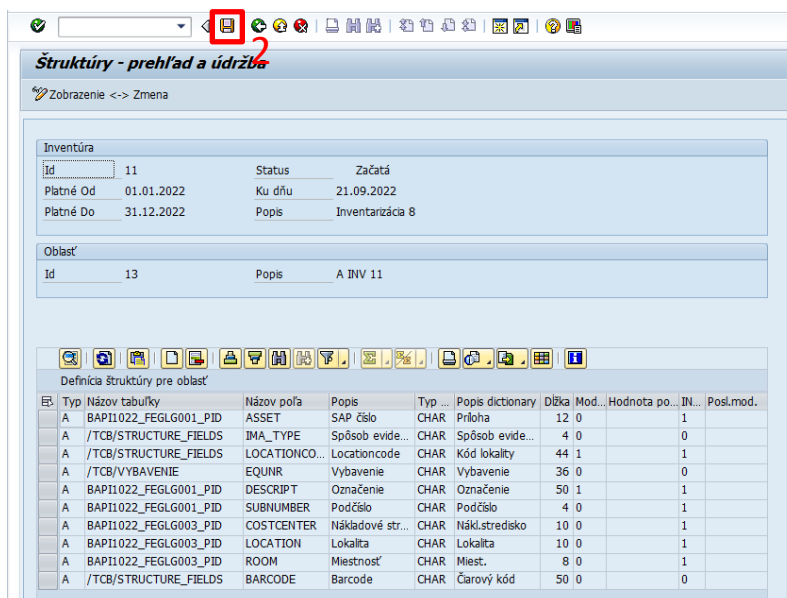 2
Štruktúry - prehľad a údržba
Zobrazenie <-> Zmena
Inventúra
Id 11 Status Začatá
Platné Od 01.01.2022 Ku dňu 21.09.2022
Platné Do 31.12.2022 Popis Inventarizácia 8
Oblasť
Id 13 Popis A INV 11
Definícia štruktúry pre oblasť
Typ Názov tabuľky Názov poľa Popis Typ ... Popis dictionary Dĺžka Mod... Hodnota po... IN... Posl.mod.
A BAPI1022_FEGLG001_PID ASSET SAP číslo CHAR Príloha 12 0 1
A /TCB/STRUCTURE_FIELDS IMA_TYPE Spôsob evide... CHAR Spôsob evide... 4 0 0
A /TCB/STRUCTURE_FIELDS LOCATIONCO... Locationcode CHAR Kód lokality 44 1 1
A /TCB/VYBAVENIE EQUNR Vybavenie CHAR Vybavenie 36 0 0
A BAPI1022_FEGLG001_PID DESCRIPT Označenie CHAR Označenie 50 1 1
A BAPI1022_FEGLG001_PID SUBNUMBER Podčíslo CHAR Podčíslo 4 0 1
A BAPI1022_FEGLG003_PID COSTCENTER Nákladové str... CHAR Nákl.stredisko 10 0 1
A BAPI1022_FEGLG003_PID LOCATION Lokalita CHAR Lokalita 10 0 1
A BAPI1022_FEGLG003_PID ROOM Miestnosť CHAR Miest. 8 0 1
A /TCB/STRUCTURE_FIELDS BARCODE Barcode CHAR Čiarový kód 50 0 0